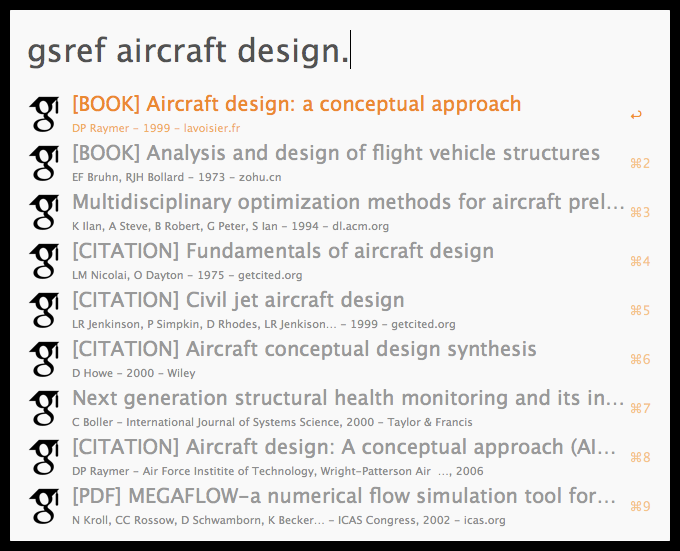 gsref aircraft design.
[BOOK] Aircraft design: a conceptual approach
DP Raymer – 1999 – lavoisier.fr
↩
[BOOK] Analysis and design of flight vehicle structures
EF Bruhn, RJH Bollard – 1973 – zohu.cn
⌘2
Multidisciplinary optimization methods for aircraft prel...
K Ilan, A Steve, B Robert, G Peter, S Ian – 1994 – dl.acm.org
⌘3
[CITATION] Fundamentals of aircraft design
LM Nicolai, O Dayton – 1975 – getcited.org
⌘4
[CITATION] Civil jet aircraft design
LR Jenkinson, P Simpkin, D Rhodes, LR Jenkison... – 1999 – getcited.org
⌘5
[CITATION] Aircraft conceptual design synthesis
D Howe – 2000 – Wiley
⌘6
Next generation structural health monitoring and its in...
C Boller – International Journal of Systems Science, 2000 – Taylor & Francis
⌘7
[CITATION] Aircraft design: A conceptual approach (AI...
DP Raymer – Air Force Institite of Technology, Wright-Patterson Air ..., 2006
⌘8
[PDF] MEGAFLOW-a numerical flow simulation tool for...
N Kroll, CC Rossow, D Schwamborn, K Becker... – ICAS Congress, 2002 – icas.org
⌘9